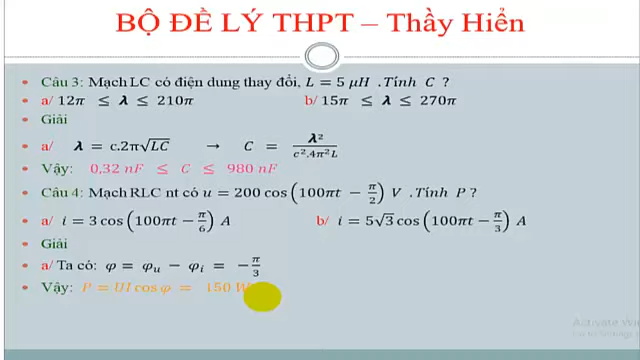 BỘ ĐỀ LÝ THPT – Thầy Hiển
Câu 3: Mạch LC có điện dung thay đổi, L = 5 μH .Tính C ?
a/ 12π ≤ λ ≤ 210π b/ 15π ≤ λ ≤ 270π
Giải
a/ λ = c.2π√LC → C = λ²/(c².4π²L)
Vậy: 0,32 nF ≤ C ≤ 980 nF
Câu 4: Mạch RLC nt có u = 200 cos(100πt − π/2) V .Tính P ?
a/ i = 3 cos(100πt − π/6) A b/ i = 5√3 cos(100πt − π/3) A
Giải
a/ Ta có: φ = φu − φi = −π/3
Vậy: P = UI cos φ = 150 W
Activate